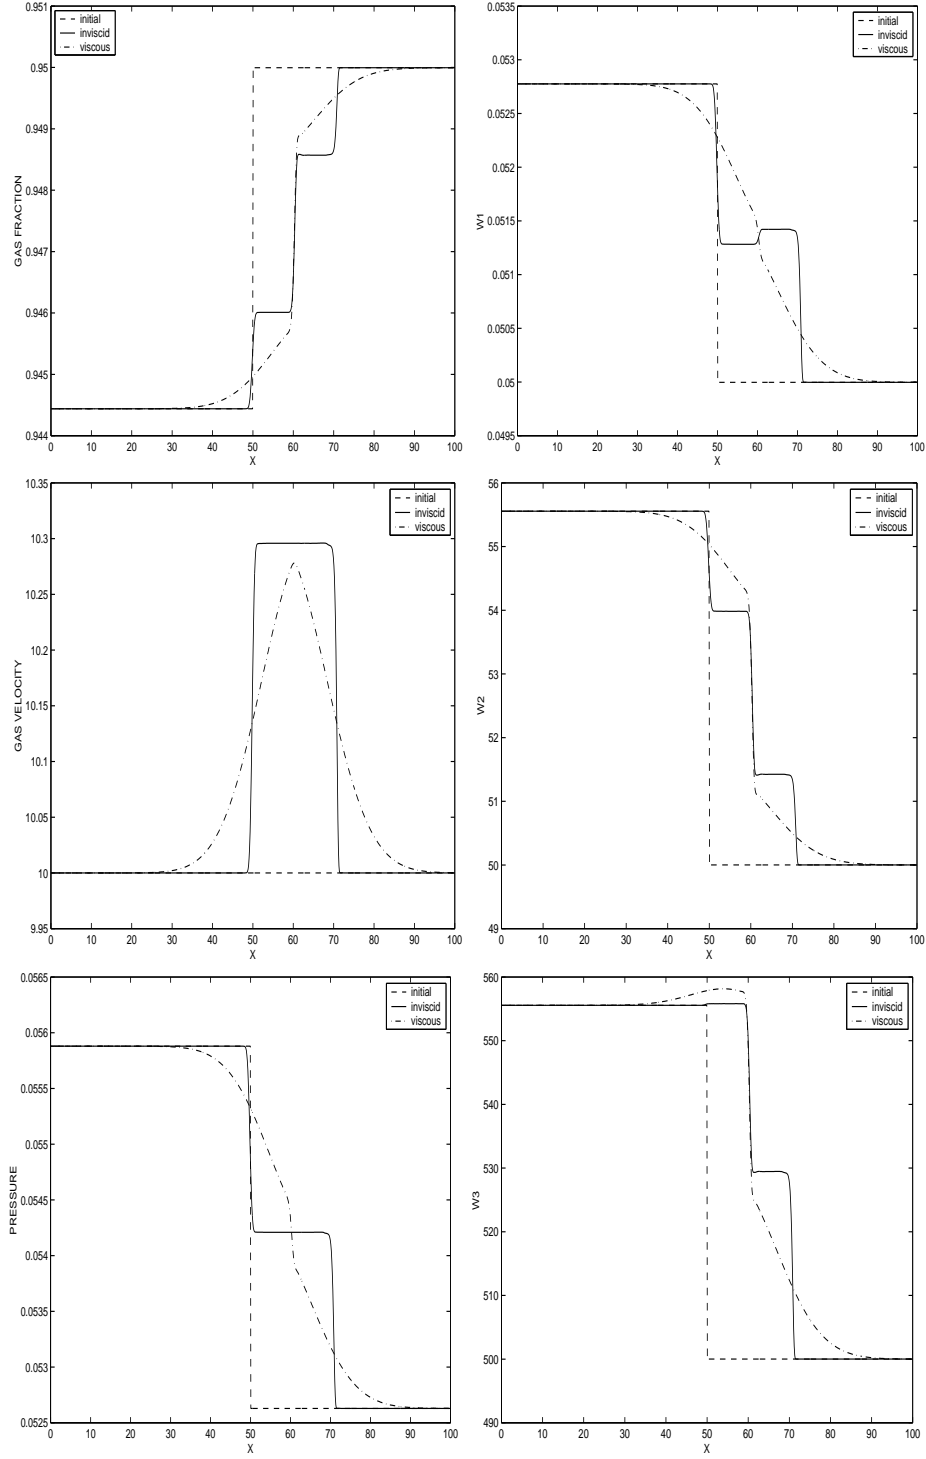 0.951
0.95
0.949
0.948
0.947
0.946
0.945
0.944
GAS FRACTION
initial
inviscid
viscous
0 10 20 30 40 50 60 70 80 90 100
X
0.0535
0.053
0.0525
0.052
0.0515
0.051
0.0505
0.05
0.0495
W1
initial
inviscid
viscous
0 10 20 30 40 50 60 70 80 90 100
X
10.35
10.3
10.25
10.2
10.15
10.1
10.05
10
9.95
GAS VELOCITY
initial
inviscid
viscous
0 10 20 30 40 50 60 70 80 90 100
X
56
55
54
53
52
51
50
49
W2
initial
inviscid
viscous
0 10 20 30 40 50 60 70 80 90 100
X
0.0565
0.056
0.0555
0.055
0.0545
0.054
0.0535
0.053
0.0525
PRESSURE
initial
inviscid
viscous
0 10 20 30 40 50 60 70 80 90 100
X
560
550
540
530
520
510
500
490
W3
initial
inviscid
viscous
0 10 20 30 40 50 60 70 80 90 100
X